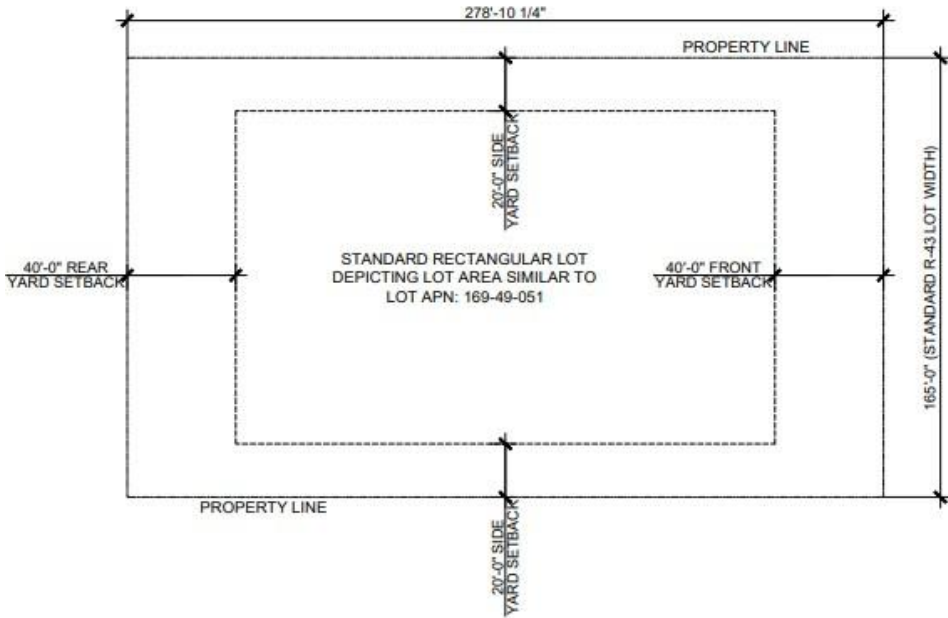 278'-10 1/4"
PROPERTY LINE
20'-0" SIDE
YARD SETBACK
165'-0" (STANDARD R-43 LOT WIDTH)
40'-0" REAR
YARD SETBACK
STANDARD RECTANGULAR LOT
DEPICTING LOT AREA SIMILAR TO
LOT APN: 169-49-051
40'-0" FRONT
YARD SETBACK
PROPERTY LINE
20'-0" SIDE
YARD SETBACK